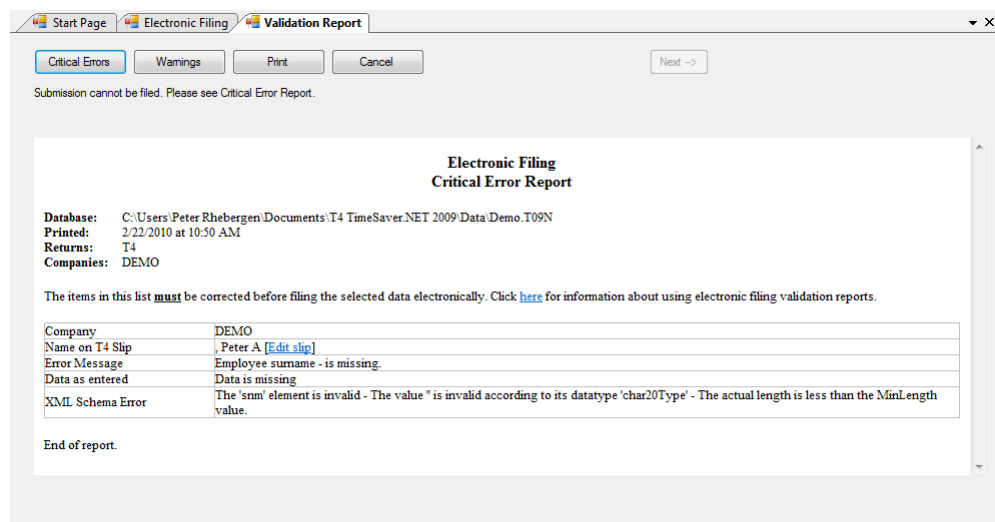 Start Page Electronic Filing Validation Report
Critical Errors Warnings Print Cancel Next -->
Submission cannot be filed. Please see Critical Error Report.
Electronic Filing
Critical Error Report
Database: C:\Users\Peter Rhebergen\Documents\T4 TimeSaver.NET 2009\Data\Demo.T09N
Printed: 2/22/2010 at 10:50 AM
Returns: T4
Companies: DEMO
The items in this list must be corrected before filing the selected data electronically. Click here for information about using electronic filing validation reports.
Company DEMO
Name on T4 Slip , Peter A [Edit slip]
Error Message Employee surname - is missing.
Data as entered Data is missing
XML Schema Error The 'snm' element is invalid - The value '' is invalid according to its datatype 'char20Type' - The actual length is less than the MinLength
value.
End of report.